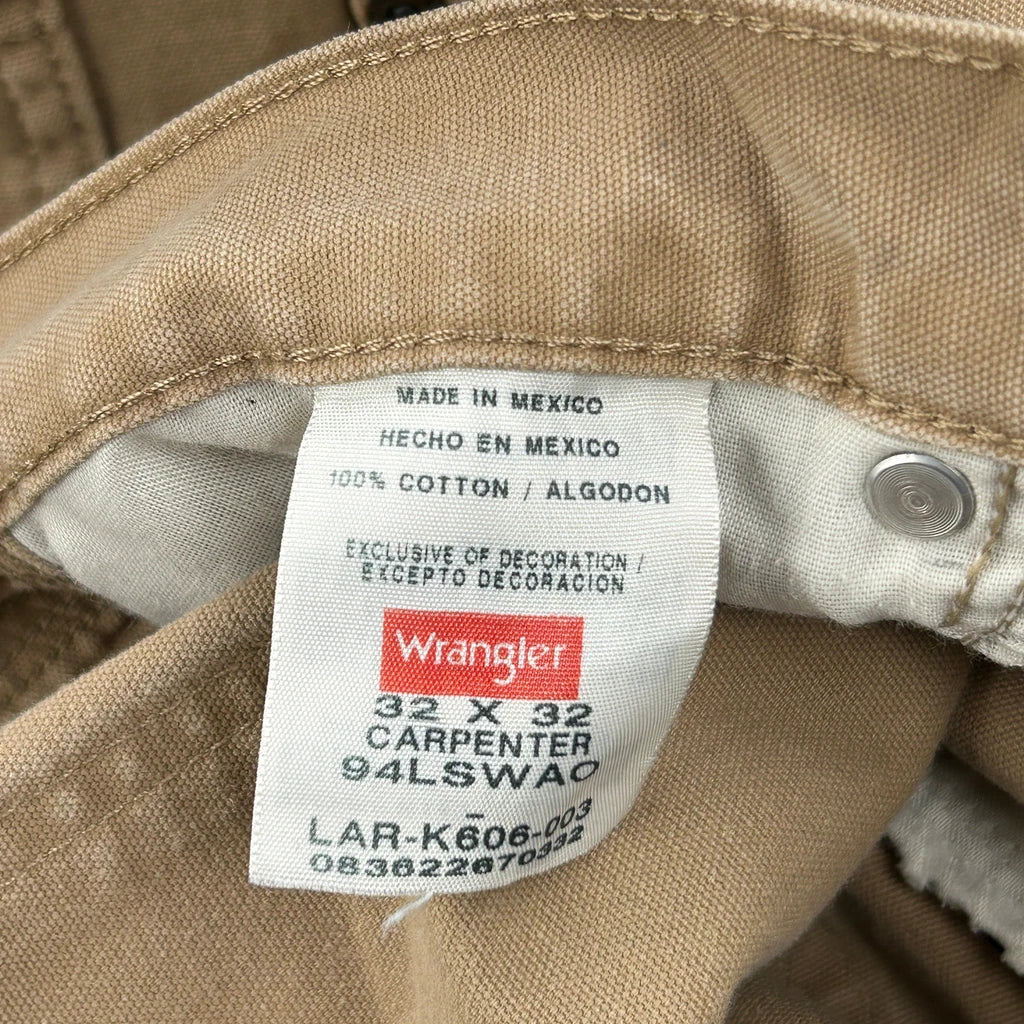 MADE IN MEXICO
HECHO EN MEXICO
100% COTTON / ALGODON
EXCLUSIVE OF DECORATION /
EXCEPTO DECORACION
Wrangler
32 X 32
CARPENTER
94LSWAO
LAR-K606-003
083622670332